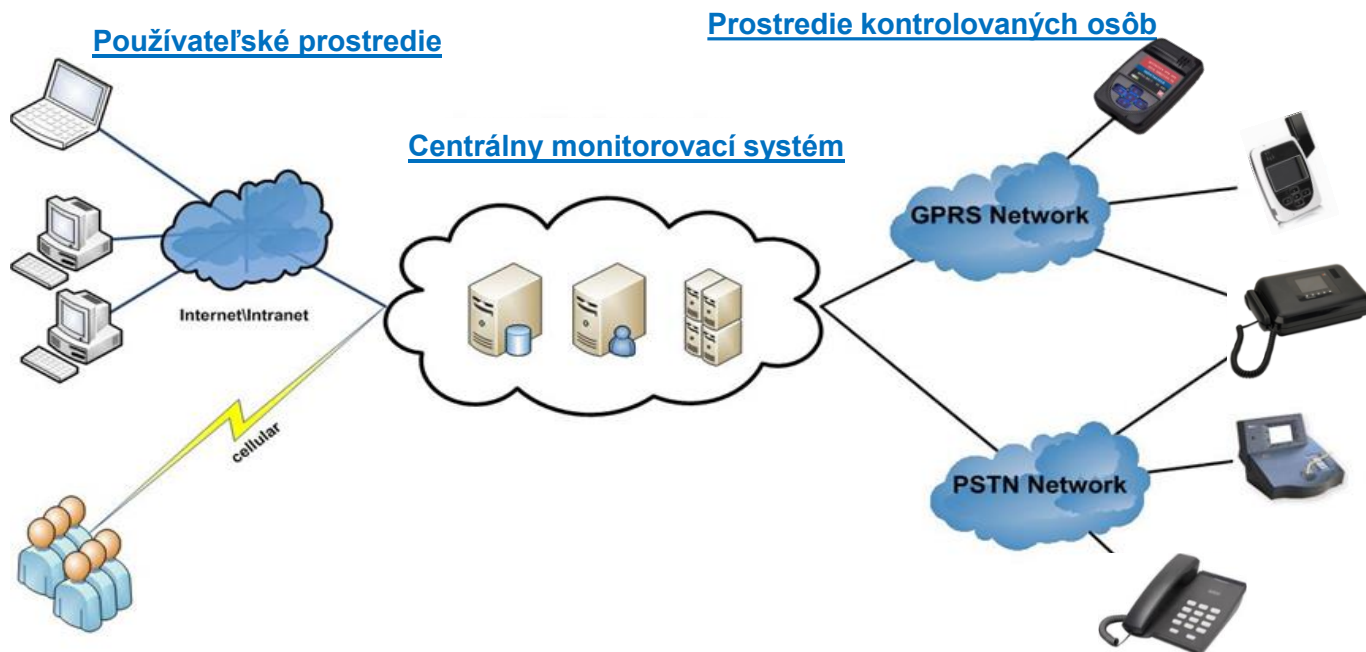 Používateľské prostredie
Prostredie kontrolovaných osôb
Centrálny monitorovací systém
GPRS Network
Internet\Intranet
cellular
PSTN Network